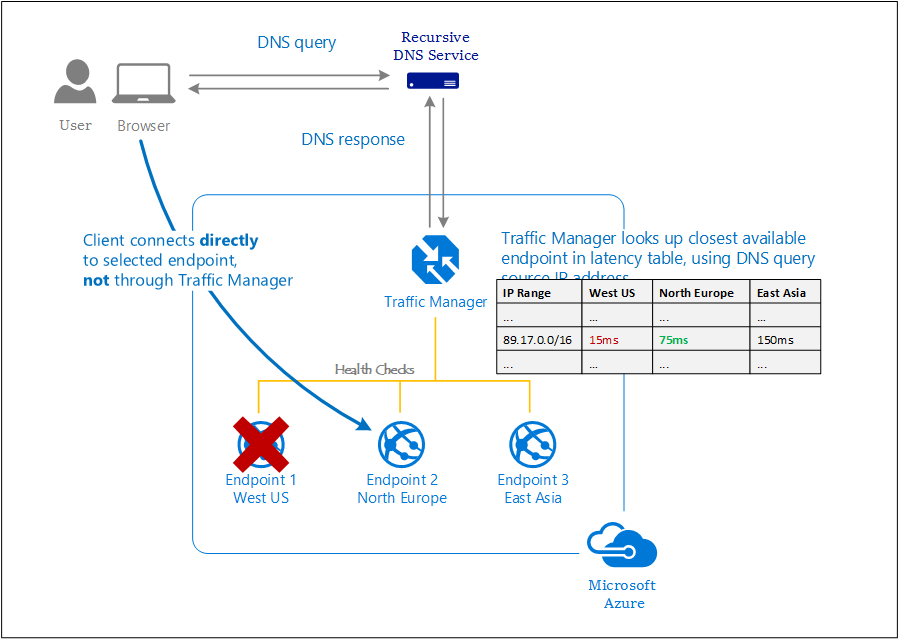 DNS query
Recursive
DNS Service
User
Browser
DNS response
Client connects directly
to selected endpoint,
not through Traffic Manager
Traffic Manager looks up closest available
endpoint in latency table, using DNS query
source IP address
Traffic Manager
IP Range West US North Europe East Asia
... ... ... ...
89.17.0.0/16 15ms 75ms 150ms
... ... ... ...
Health Checks
Endpoint 1
West US
Endpoint 2
North Europe
Endpoint 3
East Asia
Microsoft
Azure